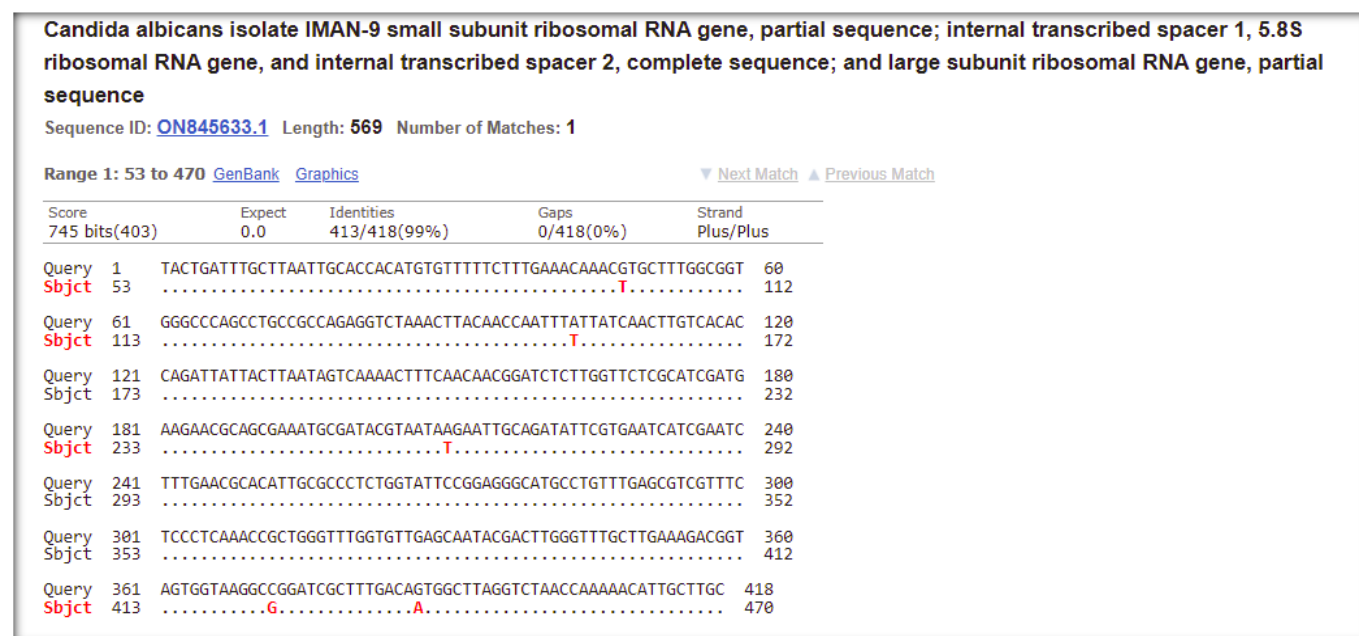 Candida albicans isolate IMAN-9 small subunit ribosomal RNA gene, partial sequence; internal transcribed spacer 1, 5.8S
ribosomal RNA gene, and internal transcribed spacer 2, complete sequence; and large subunit ribosomal RNA gene, partial
sequence
Sequence ID: ON845633.1 Length: 569 Number of Matches: 1
Range 1: 53 to 470 GenBank Graphics ▼ Next Match ▲ Previous Match
Score Expect Identities Gaps Strand
745 bits(403) 0.0 413/418(99%) 0/418(0%) Plus/Plus
Query 1 TACTGATTTGCTTAATTGCACCACATGTGTTTTTCTTTGAAACAAACGTGCTTTGGCGGT 60
Sbjct 53 ...............................................T............ 112
Query 61 GGGCCCAGCCTGCCGCCAGAGGTCTAAACTTACAACCAATTTATTATCAACTTGTCACAC 120
Sbjct 113 ..........................................T................. 172
Query 121 CAGATTATTACTTAATAGTCAAAACTTTCAACAACGGATCTCTTGGTTCTCGCATCGATG 180
Sbjct 173 ............................................................ 232
Query 181 AAGAACGCAGCGAAATGCGATACGTAATAAGAATTGCAGATATTCGTGAATCATCGAATC 240
Sbjct 233 .............................T.............................. 292
Query 241 TTTGAACGCACATTGCGCCCTCTGGTATTCCGGAGGGCATGCCTGTTTGAGCGTCGTTTC 300
Sbjct 293 ............................................................ 352
Query 301 TCCCTCAAACCGCTGGGTTTGGTGTTGAGCAATACGACTTGGGTTTGCTTGAAAGACGGT 360
Sbjct 353 ............................................................ 412
Query 361 AGTGGTAAGGCCGGATCGCTTTGACAGTGGCTTAGGTCTAACCAAAAACATTGCTTGC 418
Sbjct 413 ...........G..............A............................... 470